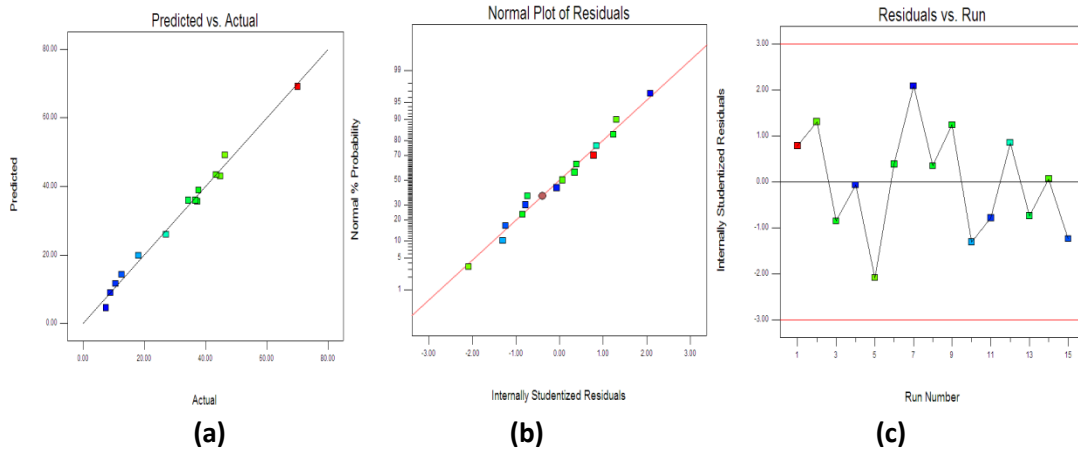 Predicted vs. Actual
Predicted
80.00
60.00
40.00
20.00
0.00
0.00 20.00 40.00 60.00 80.00
Actual
(a)
Normal Plot of Residuals
Normal % Probability
99
95
90
80
70
50
30
20
10
5
1
-3.00 -2.00 -1.00 0.00 1.00 2.00 3.00
Internally Studentized Residuals
(b)
Residuals vs. Run
Internally Studentized Residuals
3.00
2.00
1.00
0.00
-1.00
-2.00
-3.00
1 3 5 7 9 11 13 15
Run Number
(c)